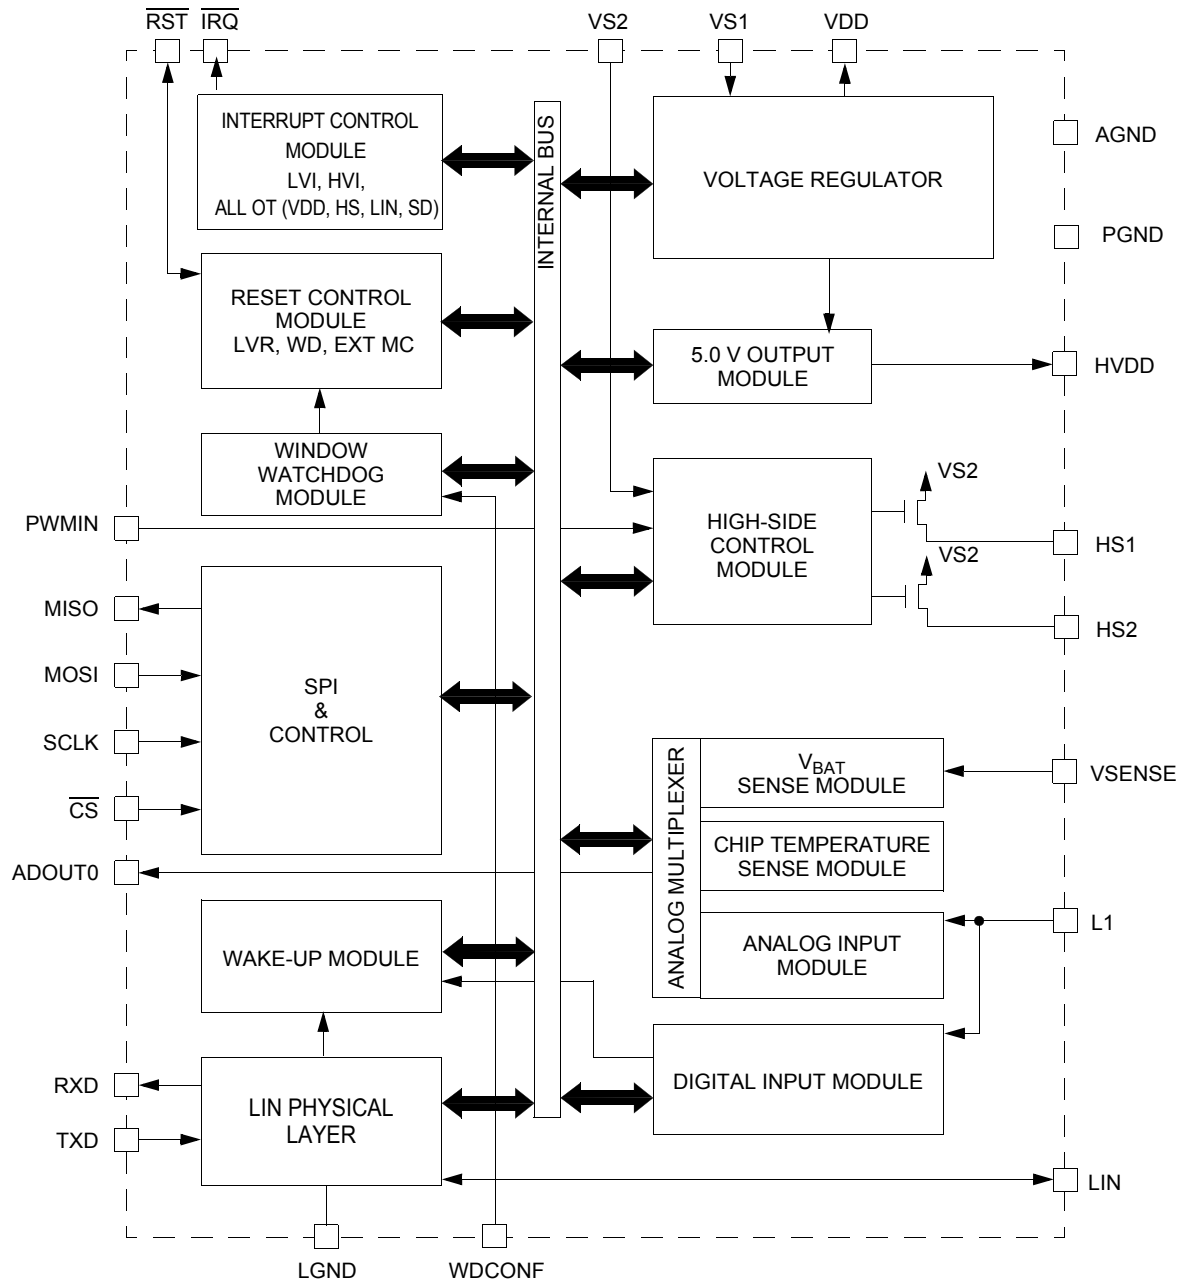 RST
IRQ
VS2
VS1
VDD
INTERRUPT CONTROL
MODULE
LVI, HVI,
ALL OT (VDD, HS, LIN, SD)
INTERNAL BUS
VOLTAGE REGULATOR
AGND
PGND
RESET CONTROL
MODULE
LVR, WD, EXT MC
5.0 V OUTPUT
MODULE
HVDD
WINDOW
WATCHDOG
MODULE
PWMIN
HIGH-SIDE
CONTROL
MODULE
VS2
HS1
VS2
HS2
MISO
MOSI
SCLK
CS
SPI
&
CONTROL
ADOUT0
ANALOG MULTIPLEXER
VBAT
SENSE MODULE
VSENSE
CHIP TEMPERATURE
SENSE MODULE
ANALOG INPUT
MODULE
L1
WAKE-UP MODULE
DIGITAL INPUT MODULE
RXD
TXD
LIN PHYSICAL
LAYER
LIN
LGND
WDCONF